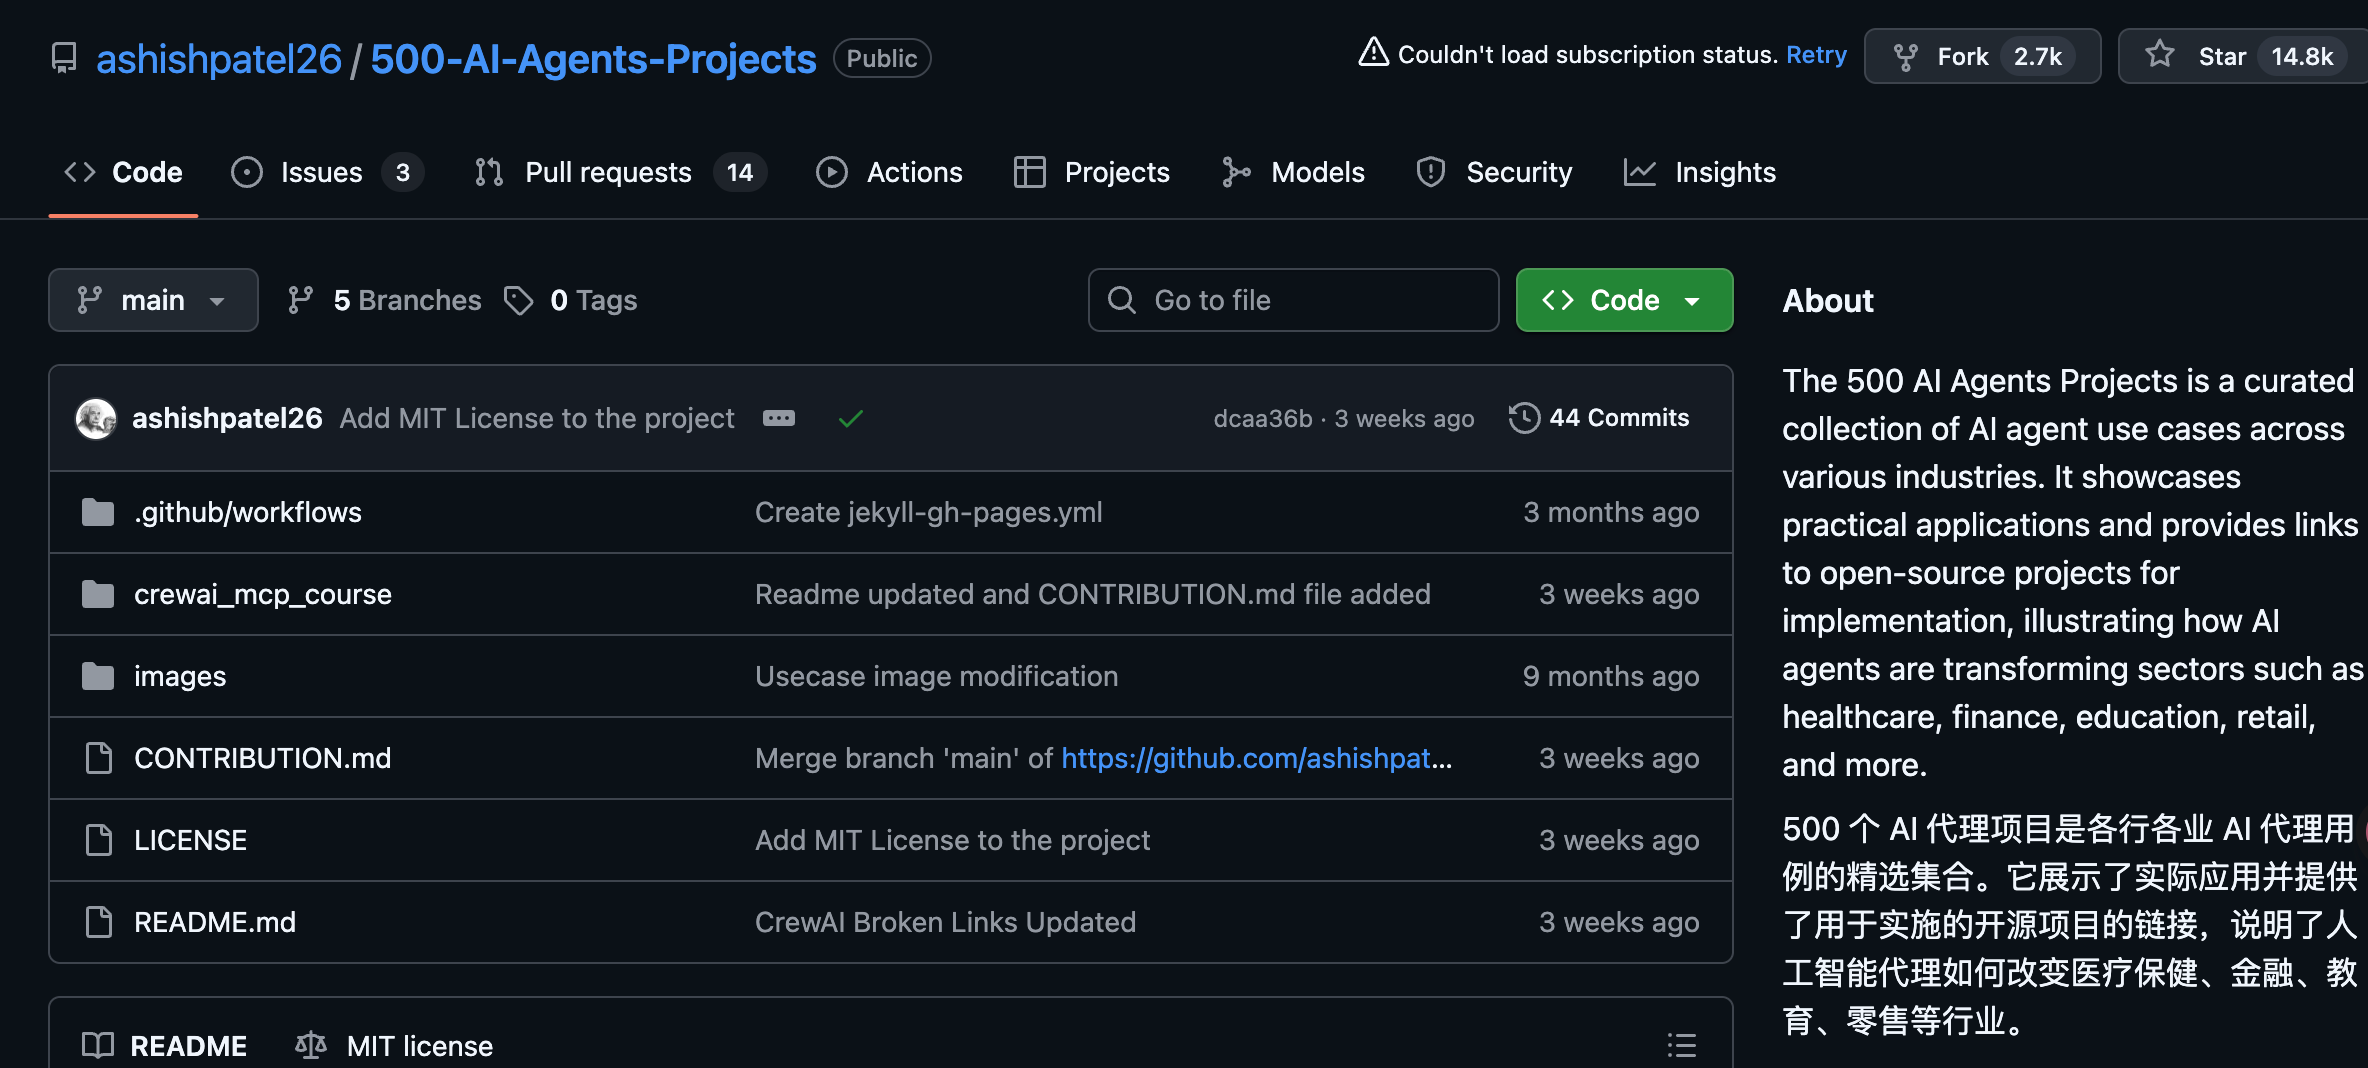 ashishpatel26 / 500-AI-Agents-Projects Public
Couldn't load subscription status. Retry
Fork 2.7k
Star 14.8k
Code
Issues 3
Pull requests 14
Actions
Projects
Models
Security
Insights
main
5 Branches
0 Tags
Go to file
Code
ashishpatel26 Add MIT License to the project
dcaa36b · 3 weeks ago
44 Commits
.github/workflows Create jekyll-gh-pages.yml 3 months ago
crewai_mcp_course Readme updated and CONTRIBUTION.md file added 3 weeks ago
images Usecase image modification 9 months ago
CONTRIBUTION.md Merge branch 'main' of https://github.com/ashishpat... 3 weeks ago
LICENSE Add MIT License to the project 3 weeks ago
README.md CrewAI Broken Links Updated 3 weeks ago
README
MIT license
About
The 500 AI Agents Projects is a curated
collection of AI agent use cases across
various industries. It showcases
practical applications and provides links
to open-source projects for
implementation, illustrating how AI
agents are transforming sectors such as
healthcare, finance, education, retail,
and more.
500 个 AI 代理项目是各行各业 AI 代理用
例的精选集合。它展示了实际应用并提供
了用于实施的开源项目的链接，说明了人
工智能代理如何改变医疗保健、金融、教
育、零售等行业。